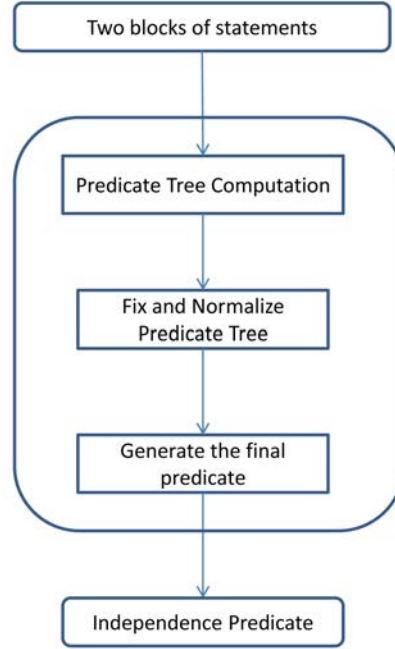 Two blocks of statements
Predicate Tree Computation
Fix and Normalize
Predicate Tree
Generate the final
predicate
Independence Predicate